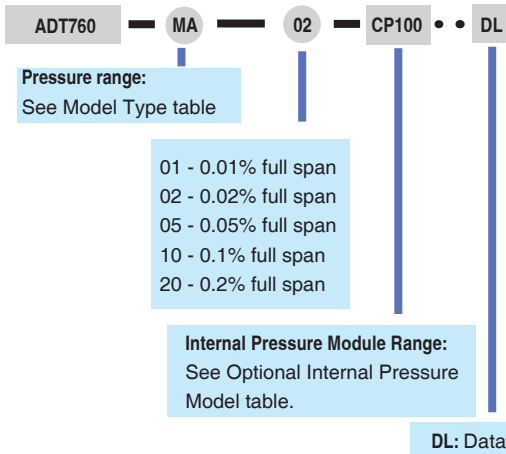 ADT760 — MA — 02 — CP100 • • DL
Pressure range:
See Model Type table
01 - 0.01% full span
02 - 0.02% full span
05 - 0.05% full span
10 - 0.1% full span
20 - 0.2% full span
Internal Pressure Module Range:
See Optional Internal Pressure
Model table.
DL: Data